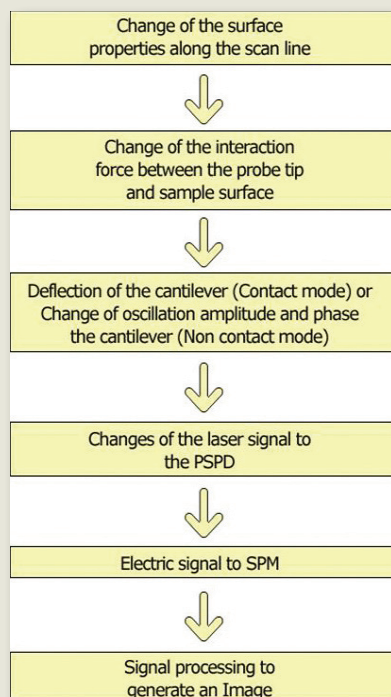 Change of the surface
properties along the scan line
Change of the interaction
force between the probe tip
and sample surface
Deflection of the cantilever (Contact mode) or
Change of oscillation amplitude and phase
the cantilever (Non contact mode)
Changes of the laser signal to
the PSPD
Electric signal to SPM
Signal processing to
generate an Image